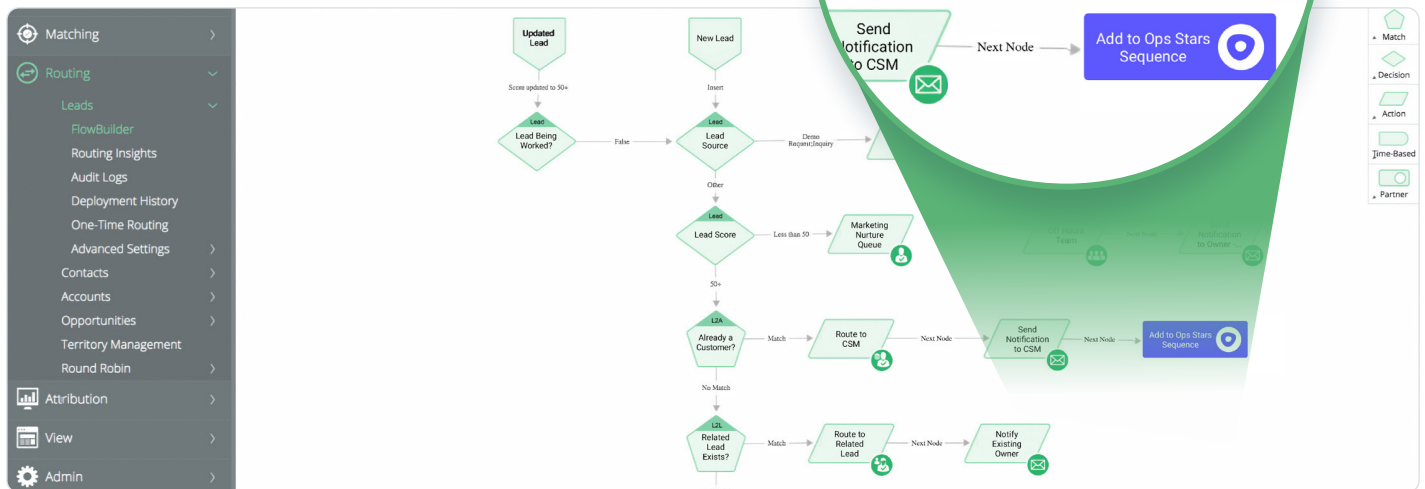 Matching
Routing
Leads
FlowBuilder
Routing Insights
Audit Logs
Deployment History
One-Time Routing
Advanced Settings
Contacts
Accounts
Opportunities
Territory Management
Round Robin
Attribution
View
Admin
Updated
Lead
New Lead
Score updated to 50+
Insert
Lead
Lead Being
Worked?
False
Lead
Lead
Source
Demo
Request;Inquiry
Other
Lead
Lead Score
Less than 50
Marketing
Nurture
Queue
Team
Notification
to Owner
50+
L2A
Already a
Customer?
Match
Route to
CSM
Next Node
Send
Notification
to CSM
Next Node
Add to Ops Stars
Sequence
No Match
L2L
Related
Lead
Exists?
Match
Route to
Related
Lead
Next Node
Notify
Existing
Owner
Send
otification
to CSM
Next Node
Add to Ops Stars
Sequence
Match
Decision
Action
Time-Based
Partner